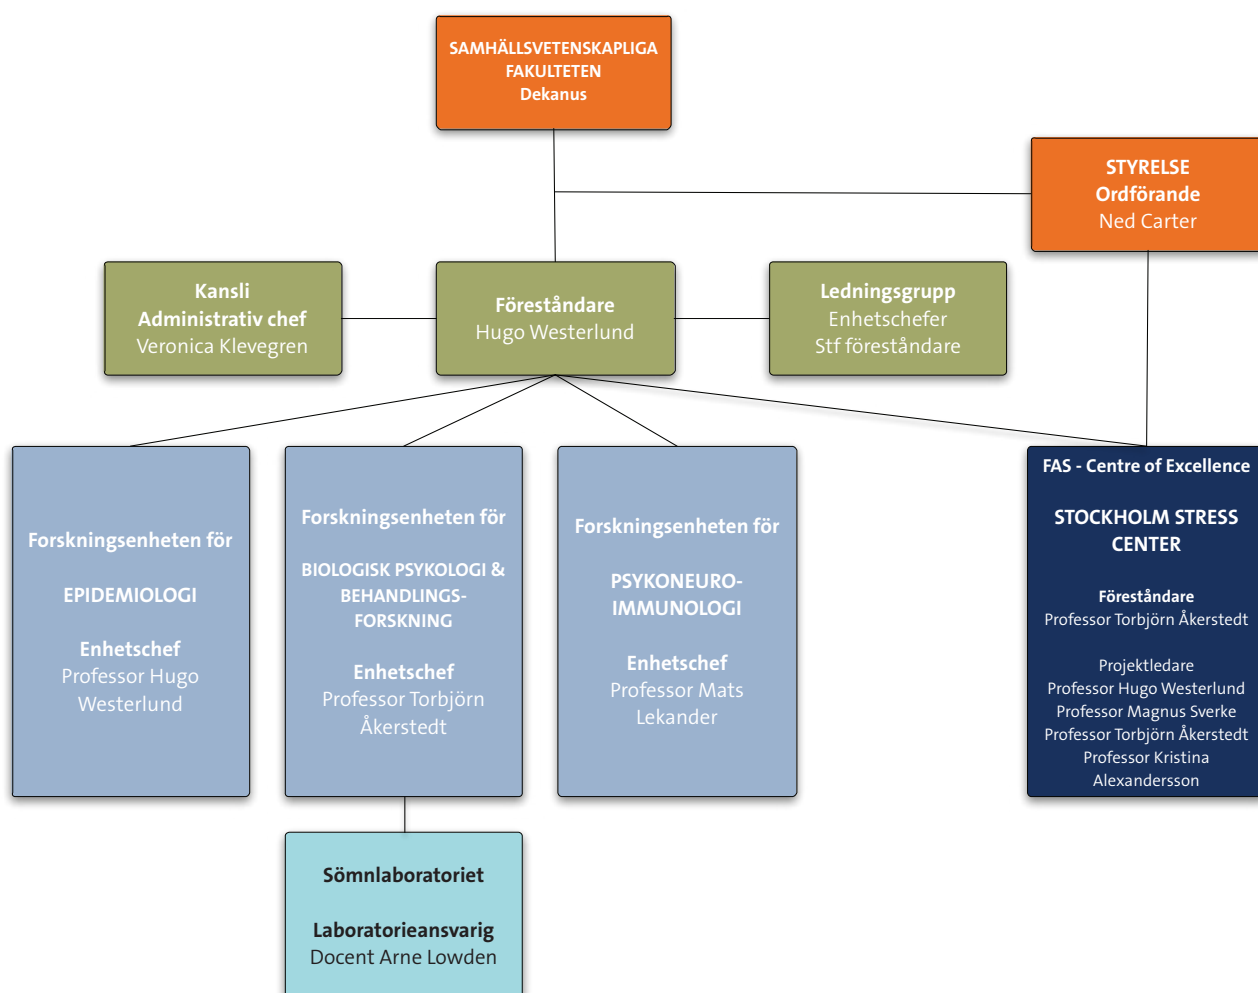 SAMHÄLLSVETENSKAPLIGA
FAKULTETEN
Dekanus
STYRELSE
Ordförande
Ned Carter
Kansli
Administrativ chef
Veronica Klevegren
Föreståndare
Hugo Westerlund
Ledningsgrupp
Enhetschefer
Stf föreståndare
Forskningsenheten för
EPIDEMIOLOGI
Enhetschef
Professor Hugo
Westerlund
Forskningsenheten för
BIOLOGISK PSYKOLOGI &
BEHANDLINGS-
FORSKNING
Enhetschef
Professor Torbjörn
Åkerstedt
Forskningsenheten för
PSYKONEURO-
IMMUNOLOGI
Enhetschef
Professor Mats
Lekander
FAS - Centre of Excellence
STOCKHOLM STRESS
CENTER
Föreståndare
Professor Torbjörn Åkerstedt
Projektledare
Professor Hugo Westerlund
Professor Magnus Sverke
Professor Torbjörn Åkerstedt
Professor Kristina
Alexandersson
Sömnlaboratoriet
Laboratorieansvarig
Docent Arne Lowden